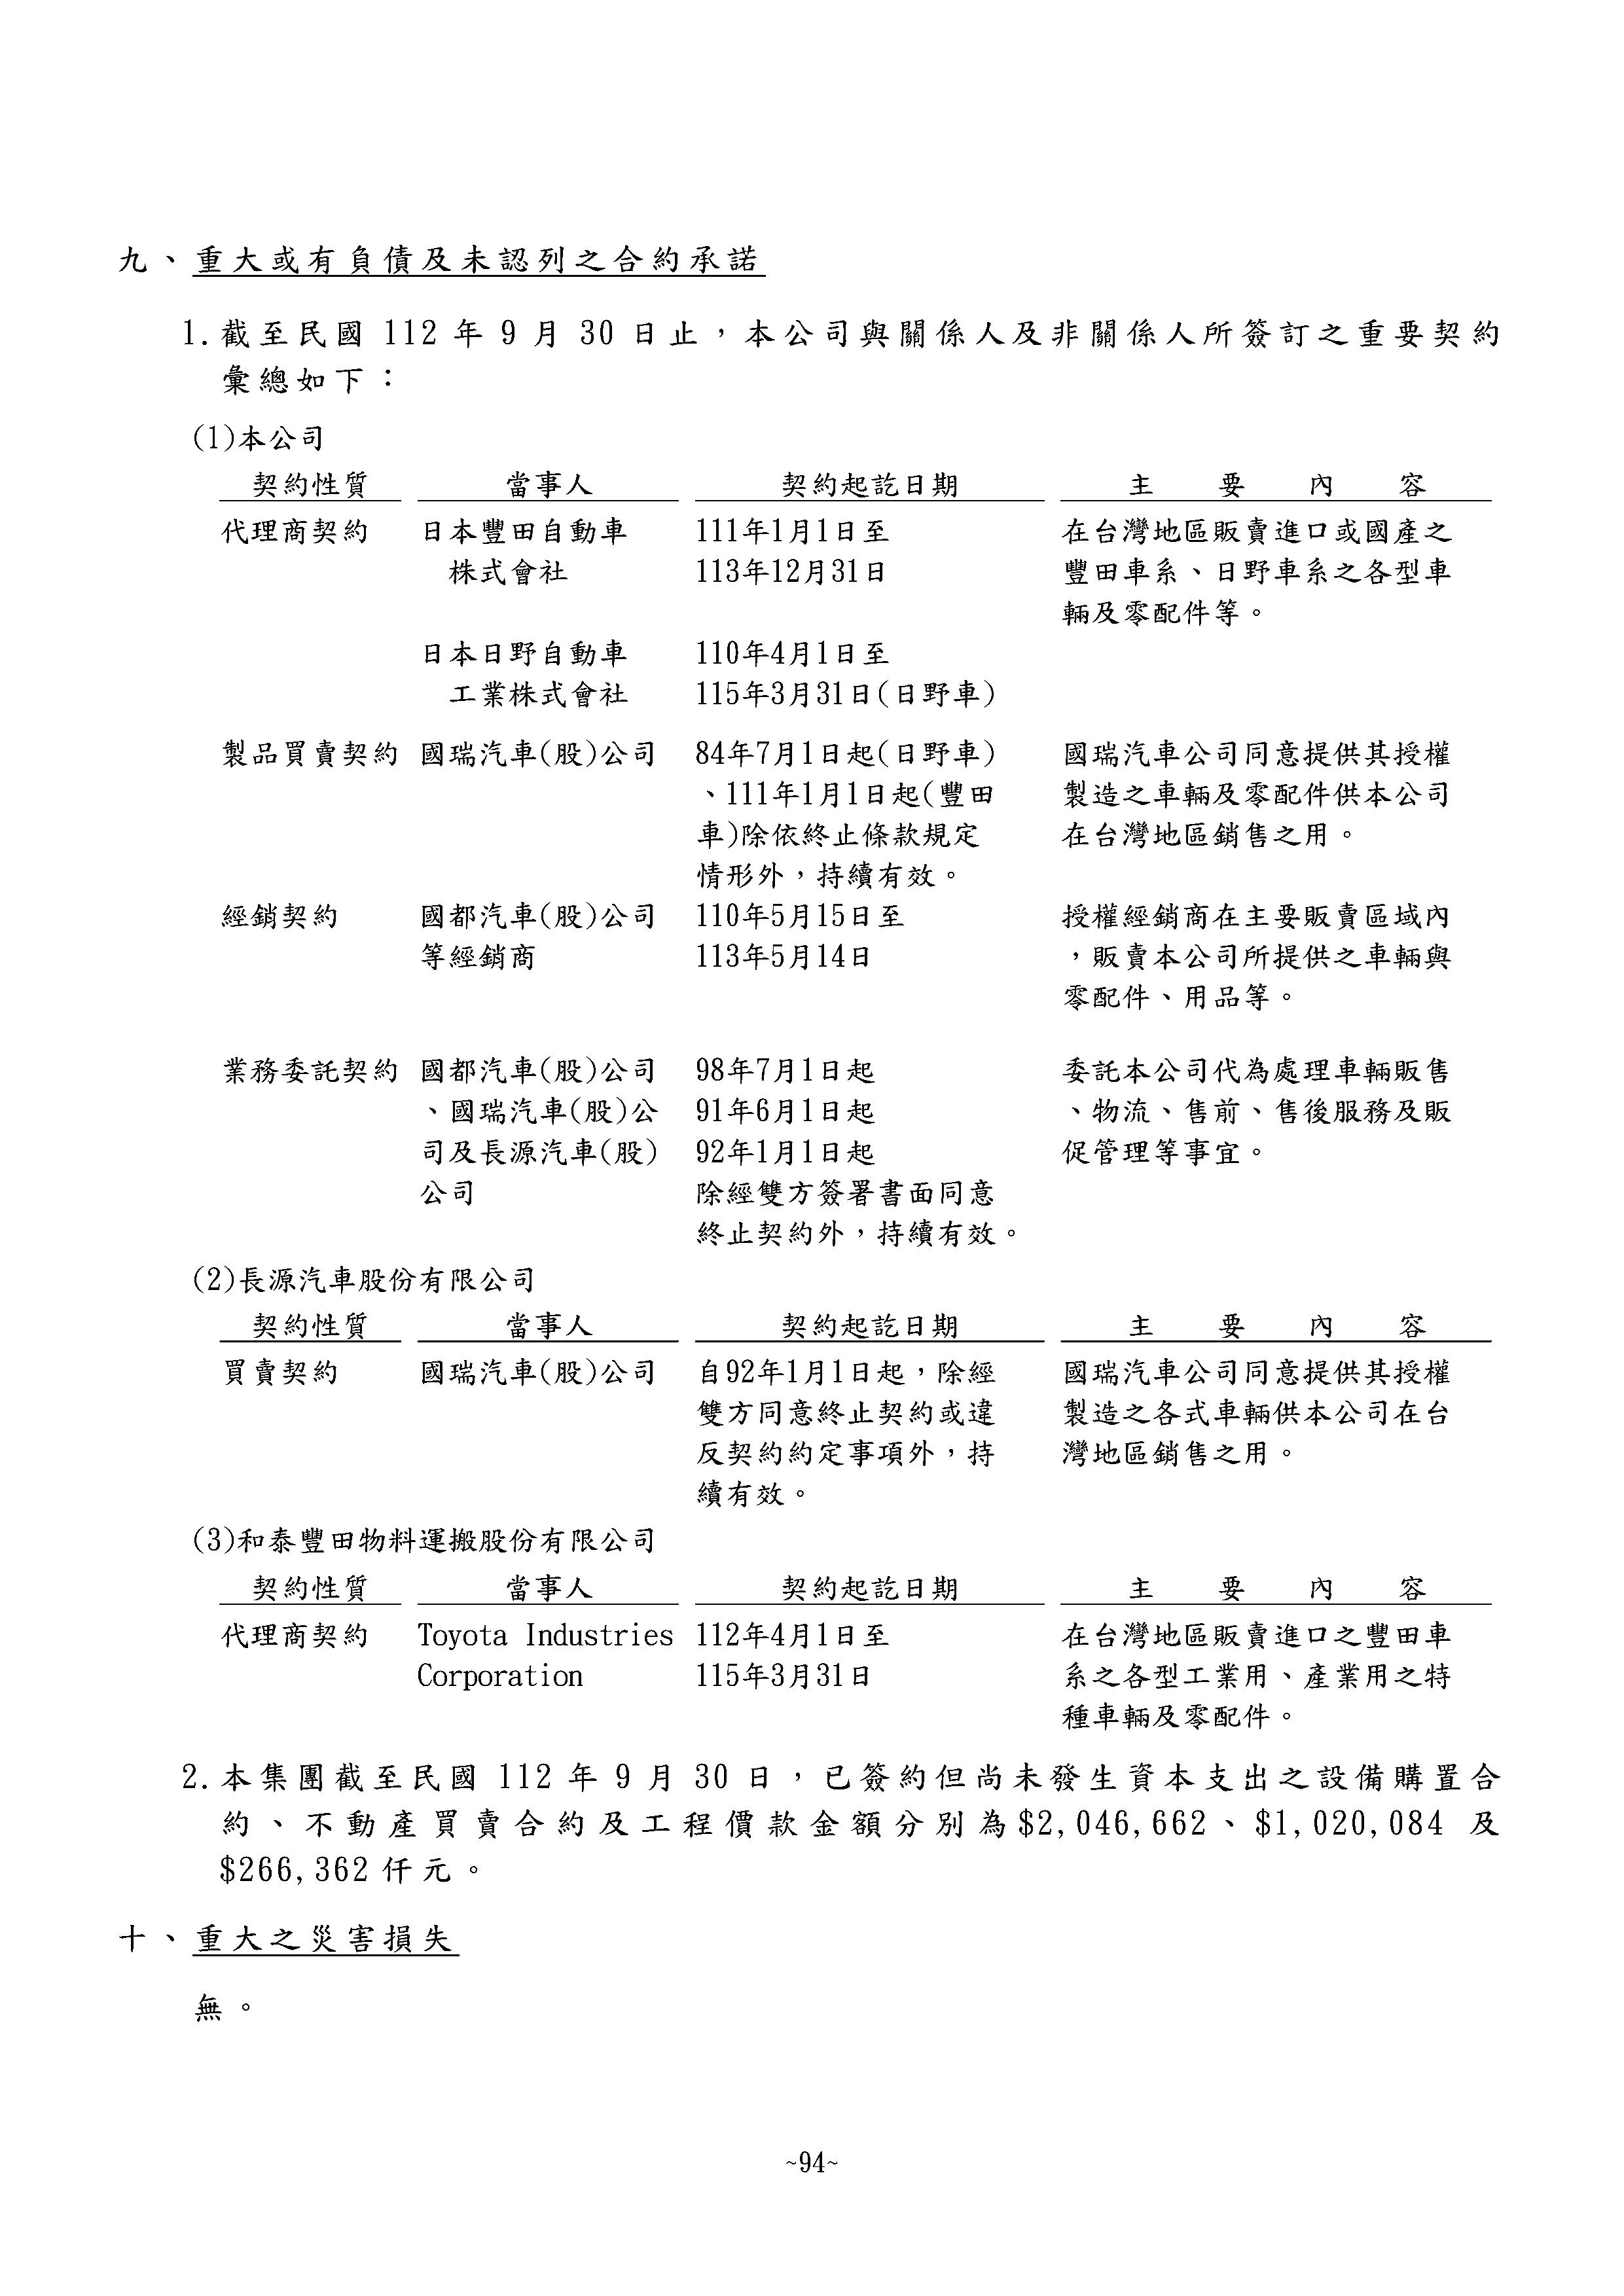 九、重大或有負債及未認列之合約承諾
1.截至民國 112 年 9 月 30 日止，本公司與關係人及非關係人所簽訂之重要契約
彙總如下：
(1)本公司
契約性質 當事人 契約起訖日期 主 要 內 容
代理商契約 日本豐田自動車 111年1月1日至 在台灣地區販賣進口或國產之
株式會社 113年12月31日 豐田車系、日野車系之各型車
輛及零配件等。
日本日野自動車 110年4月1日至
工業株式會社 115年3月31日(日野車)
製品買賣契約 國瑞汽車(股)公司 84年7月1日起(日野車) 國瑞汽車公司同意提供其授權
、111年1月1日起(豐田 製造之車輛及零配件供本公司
車)除依終止條款規定 在台灣地區銷售之用。
情形外，持續有效。
經銷契約 國都汽車(股)公司 110年5月15日至 授權經銷商在主要販賣區域內
等經銷商 113年5月14日 ，販賣本公司所提供之車輛與
零配件、用品等。
業務委託契約 國都汽車(股)公司 98年7月1日起 委託本公司代為處理車輛販售
、國瑞汽車(股)公 91年6月1日起 、物流、售前、售後服務及販
司及長源汽車(股) 92年1月1日起 促管理等事宜。
公司 除經雙方簽署書面同意
終止契約外，持續有效。
(2)長源汽車股份有限公司
契約性質 當事人 契約起訖日期 主 要 內 容
買賣契約 國瑞汽車(股)公司 自92年1月1日起，除經 國瑞汽車公司同意提供其授權
雙方同意終止契約或違 製造之各式車輛供本公司在台
反契約約定事項外，持 灣地區銷售之用。
續有效。
(3)和泰豐田物料運搬股份有限公司
契約性質 當事人 契約起訖日期 主 要 內 容
代理商契約 Toyota Industries 112年4月1日至 在台灣地區販賣進口之豐田車
Corporation 115年3月31日 系之各型工業用、產業用之特
種車輛及零配件。
2.本集團截至民國 112 年 9 月 30 日，已簽約但尚未發生資本支出之設備購置合
約、不動產買賣合約及工程價款金額分別為$2,046,662、$1,020,084 及
$266,362仟元。
十、重大之災害損失
無。
~94~